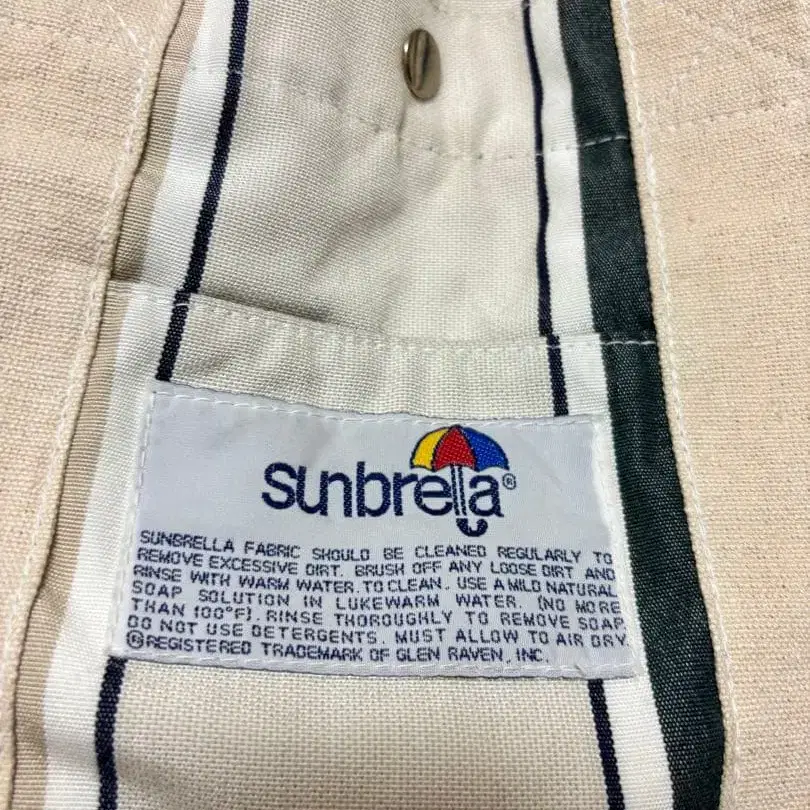 sunbrella®
SUNBRELLA FABRIC SHOULD BE CLEANED REGULARLY TO
REMOVE EXCESSIVE DIRT. BRUSH OFF ANY LOOSE DIRT AND
RINSE WITH WARM WATER. TO CLEAN, USE A MILD NATURAL
SOAP SOLUTION IN LUKEWARM WATER. (NO MORE
THAN 100°F). RINSE THOROUGHLY TO REMOVE SOAP.
DO NOT USE DETERGENTS. MUST ALLOW TO AIR DRY.
®REGISTERED TRADEMARK OF GLEN RAVEN, INC.